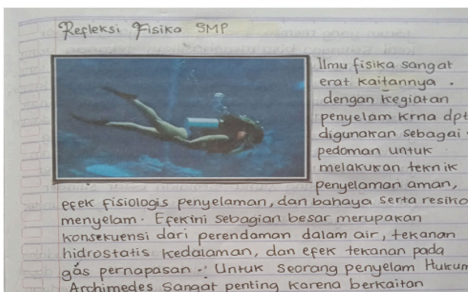 Refleksi Fisika SMP
Ilmu fisika sangat
erat kaitannya
dengan kegiatan
penyelam krna dpt
digunakan sebagai
pedoman untuk
melakukan teknik
penyelaman aman,
efek fisiologis penyelaman, dan bahaya serta resiko
menyelam. Efek ini sebagian besar merupakan
konsekuensi dari perendaman dalam air, tekanan
hidrostatis kedalaman, dan efek tekanan pada
gas pernapasan. Untuk seorang penyelam Hukum
Archimedes sangat penting karena berkaitan